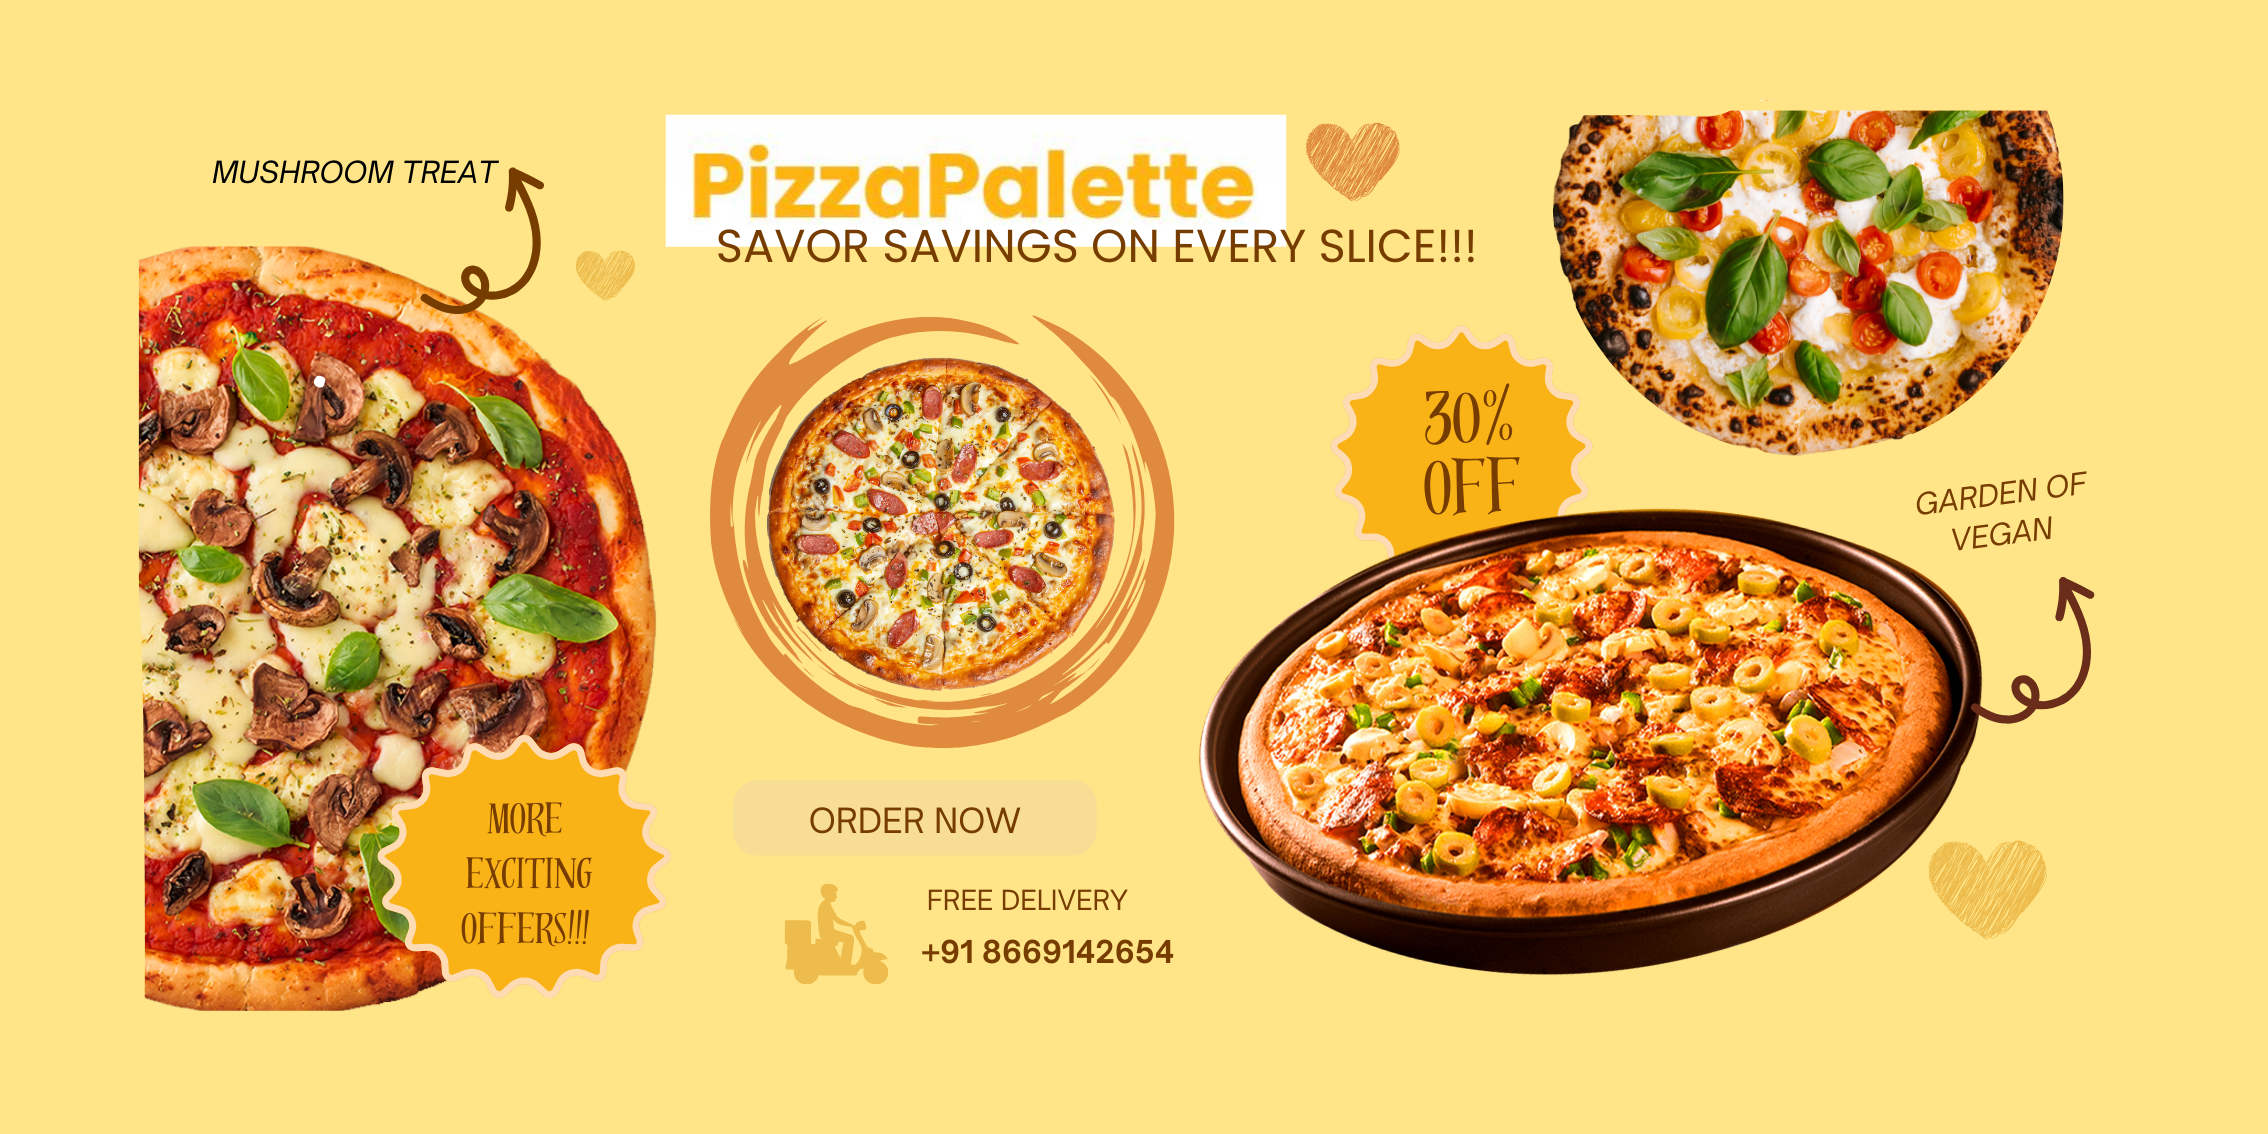 MUSHROOM TREAT
PizzaPalette
SAVOR SAVINGS ON EVERY SLICE!!!
30%
OFF
GARDEN OF
VEGAN
MORE
EXCITING
OFFERS!!!
ORDER NOW
FREE DELIVERY
+91 8669142654